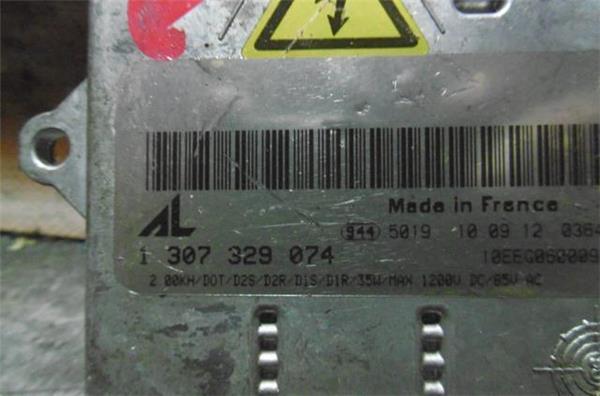 Made in France
AL 944 5019 10 09 12 0364
1 307 329 074 10EEG060009
2.00KH/DOT/D2S/D2R/D1S/D1R/35W/MAX 1200V DC/85V AC